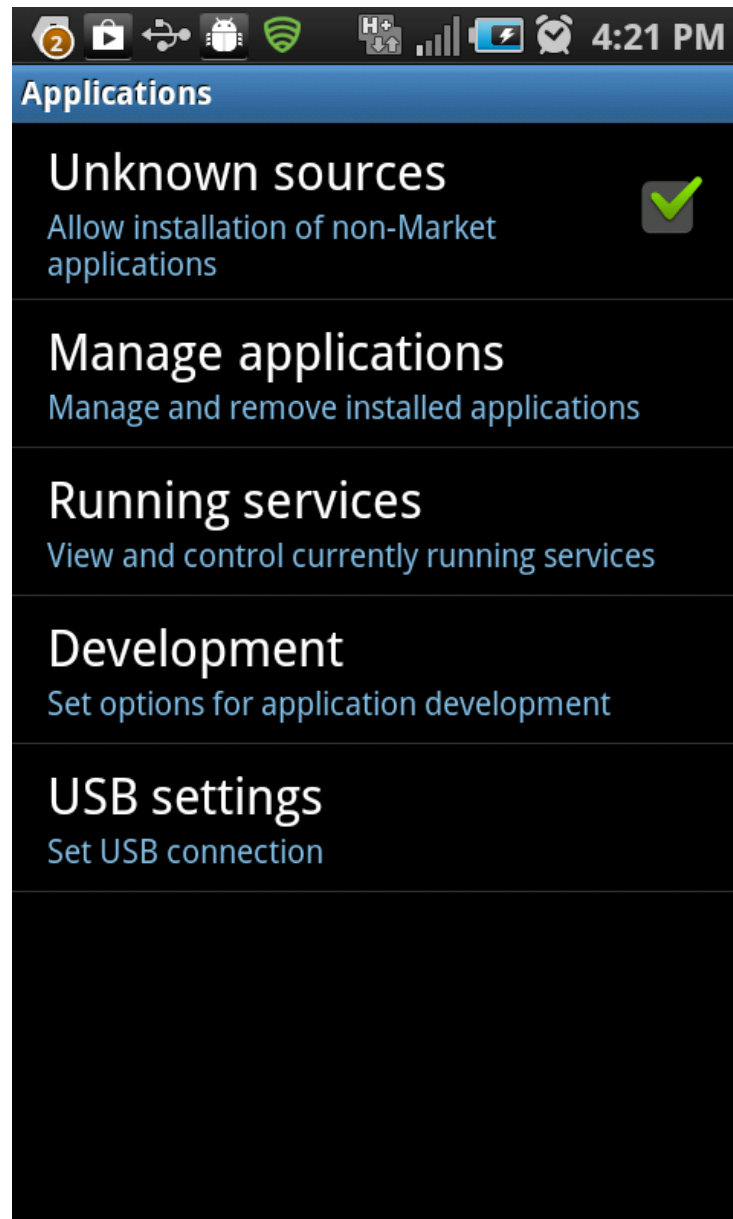 2 H+ 4:21 PM
Applications
Unknown sources
Allow installation of non-Market
applications
Manage applications
Manage and remove installed applications
Running services
View and control currently running services
Development
Set options for application development
USB settings
Set USB connection